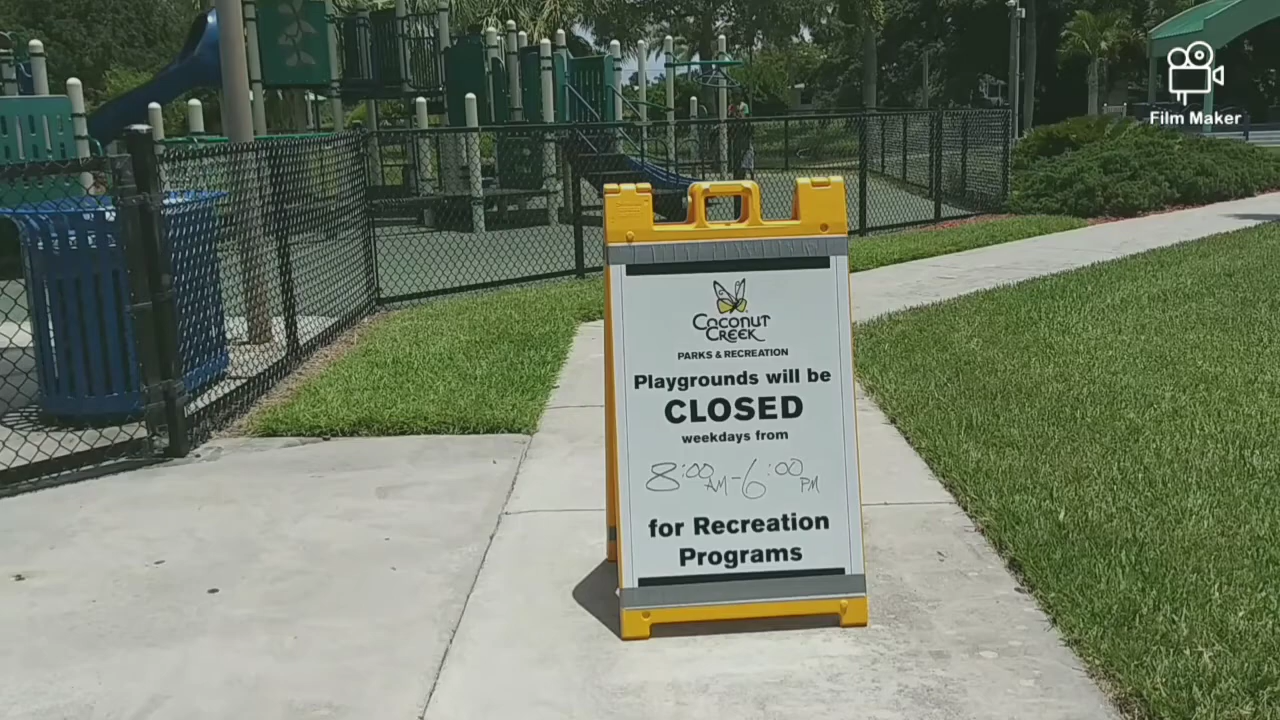 Film Maker
Coconut
Creek
PARKS & RECREATION
Playgrounds will be
CLOSED
weekdays from
8:00 AM - 6:00 PM
for Recreation
Programs